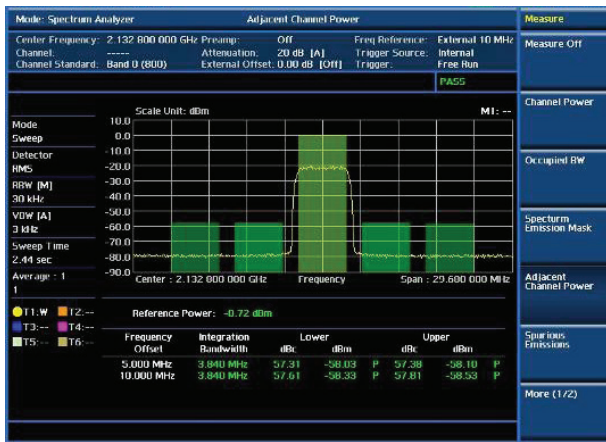 Mode: Spectrum Analyzer Adjacent Channel Power Measure
Center Frequency: 2.132 800 000 GHz Preamp: Off Freq Reference: External 10 MHz
Channel: ----- Attenuation: 20 dB [A] Trigger Source: Internal
Channel Standard: Band 0 (800) External Offset: 0.00 dB [Off] Trigger: Free Run
PASS
Measure Off
Channel Power
Occupied BW
Specturm
Emission Mask
Adjacent
Channel Power
Spurious
Emissions
More (1/2)
Mode
Sweep
Detector
RMS
RBW [M]
30 kHz
VBW [A]
3 kHz
Sweep Time
2.44 sec
Average : 1
1
T1:W T2:--
T3:-- T4:--
T5:-- T6:--
Scale Unit: dBm M1: --
10.0
0.0
-10.0
-20.0
-30.0
-40.0
-50.0
-60.0
-70.0
-80.0
-90.0
Center : 2.132 000 000 GHz Frequency Span : 29.600 000 MHz
Reference Power: -0.72 dBm
Frequency Integration Lower Upper
Offset Bandwidth dBc dBm dBc dBm
5.000 MHz 3.840 MHz 57.31 -58.03 P 57.38 -58.10 P
10.000 MHz 3.840 MHz 57.61 -58.33 P 57.81 -58.53 P